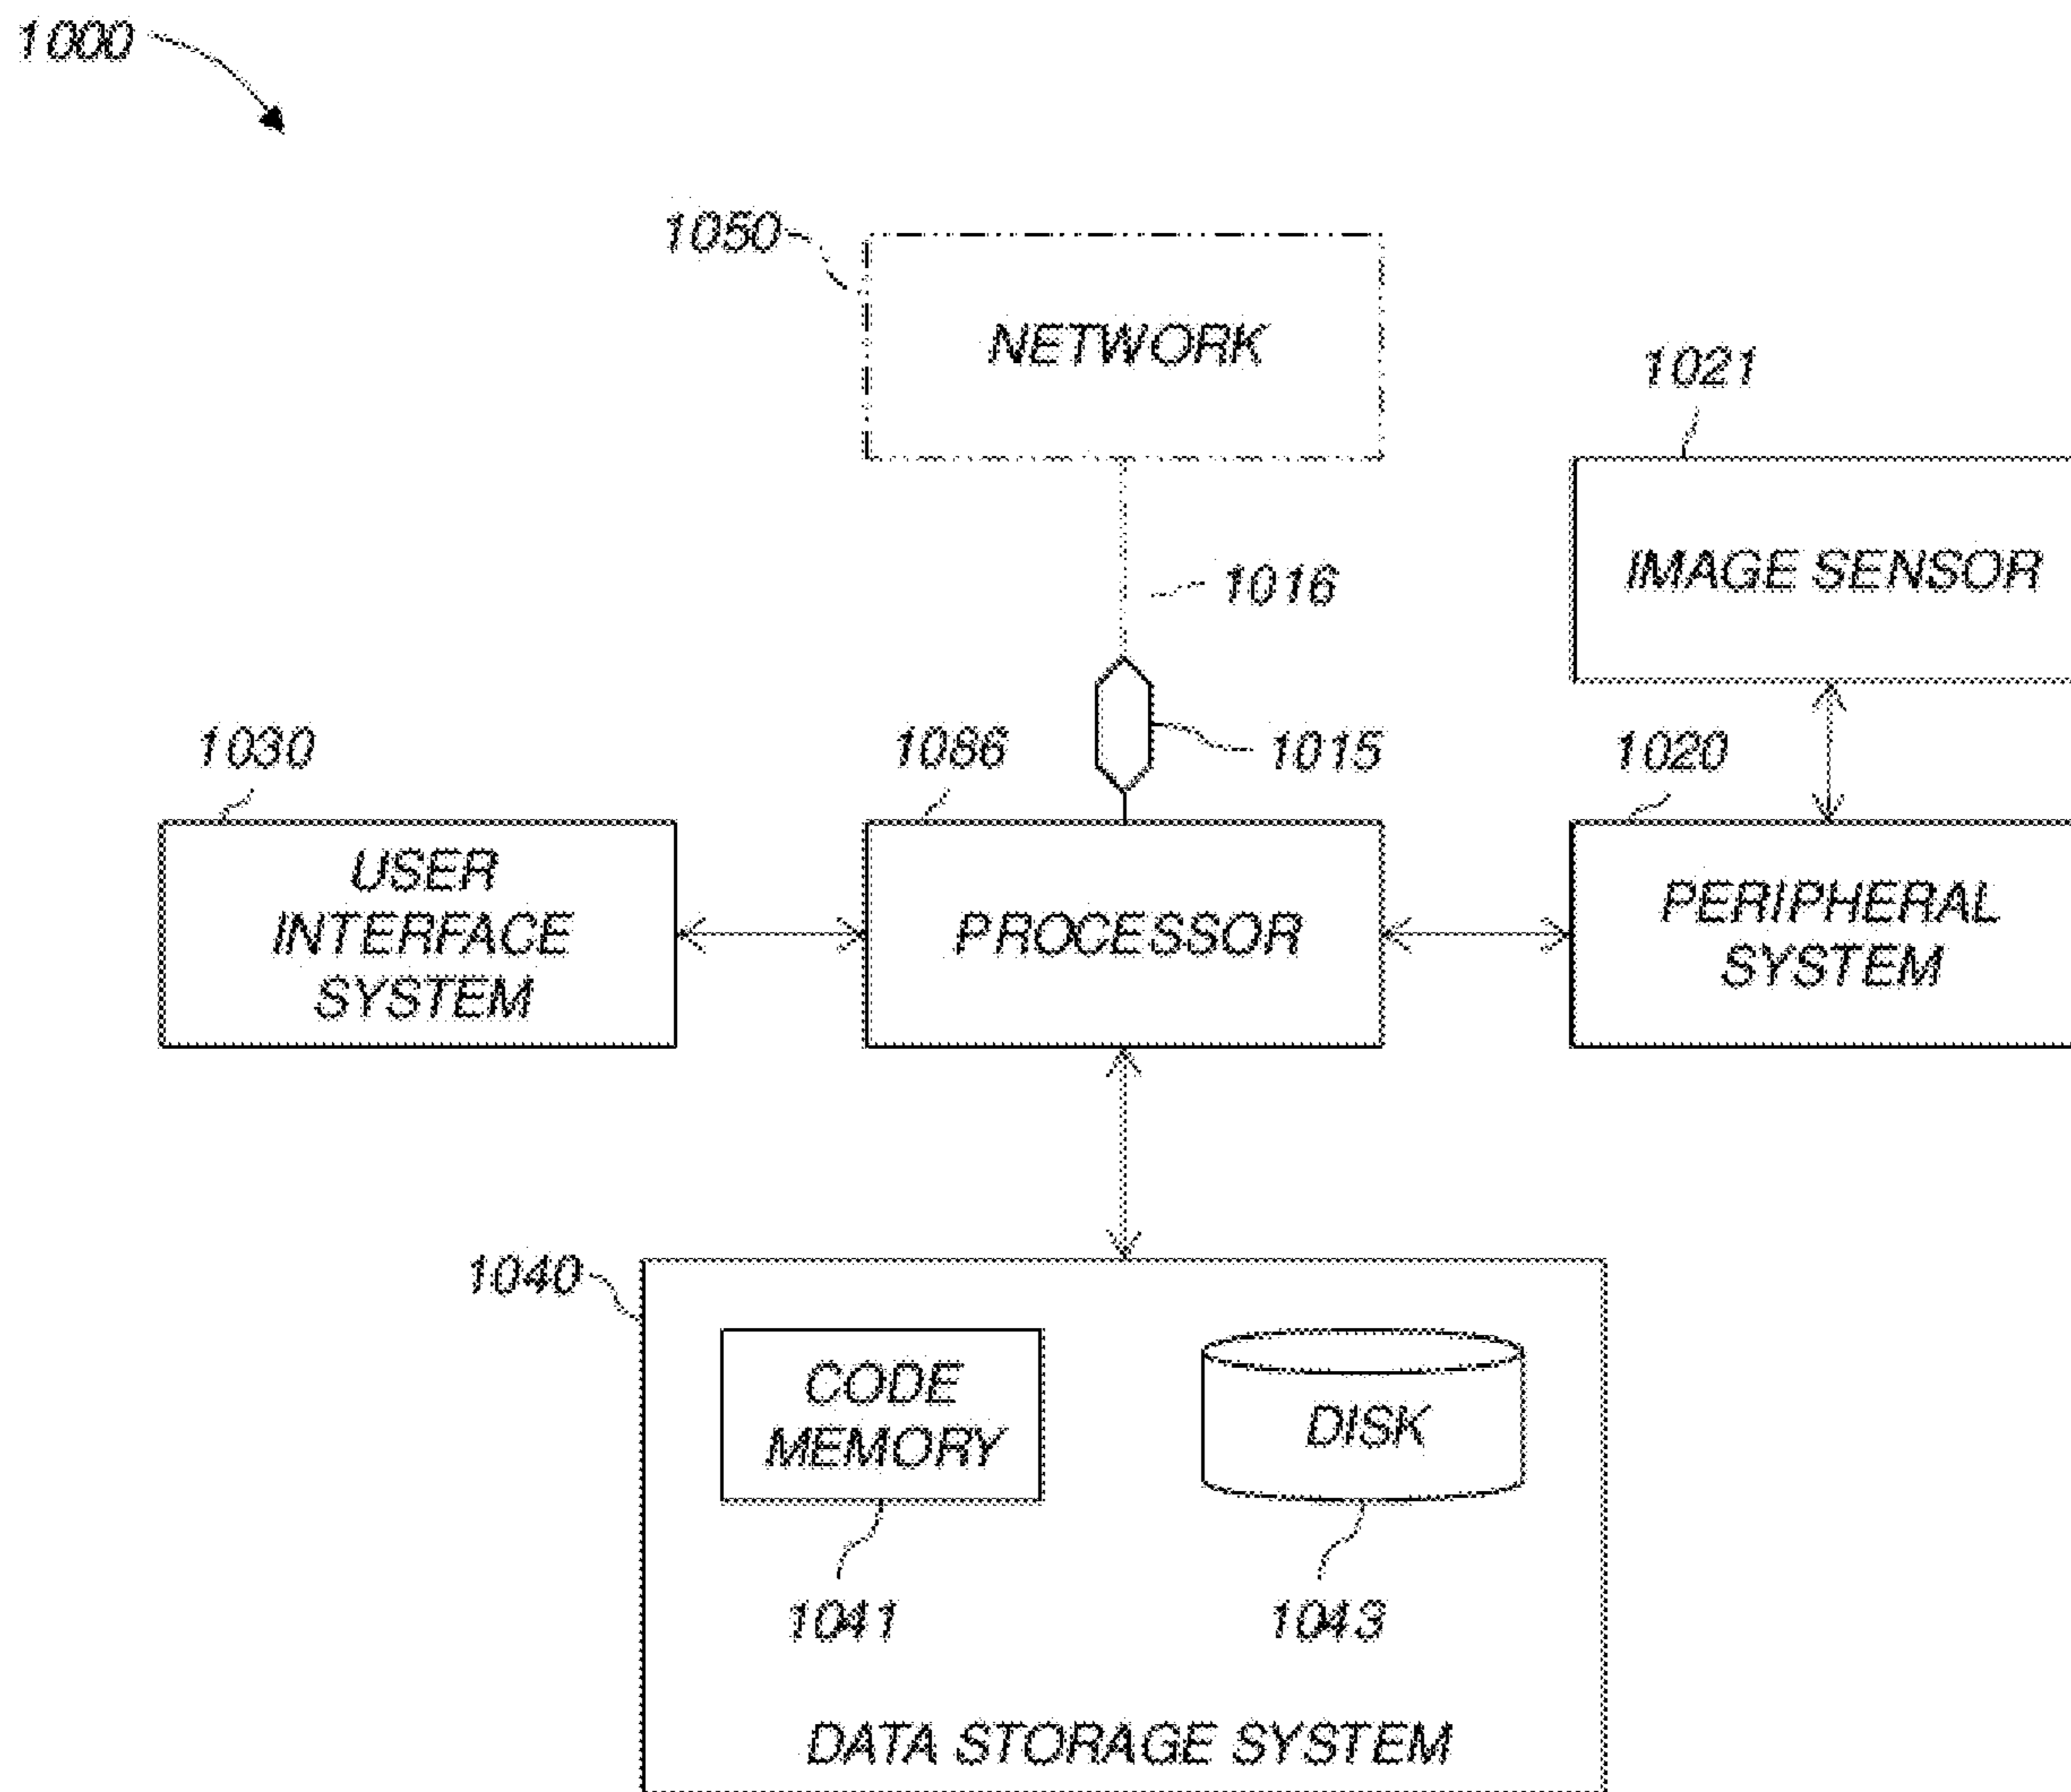 1000
1050
NETWORK
1021
IMAGE SENSOR
1016
1015
1030
1086
1020
USER
INTERFACE
SYSTEM
PROCESSOR
PERIPHERAL
SYSTEM
1040
CODE
MEMORY
DISK
1041
1043
DATA STORAGE SYSTEM